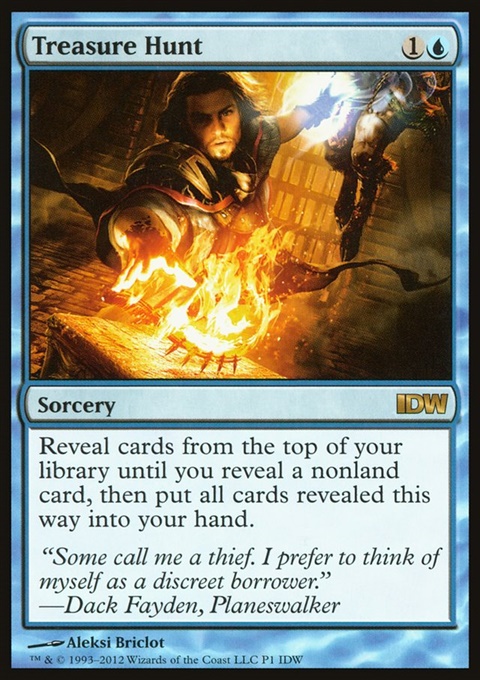 Treasure Hunt 1
Sorcery IDW
Reveal cards from the top of your
library until you reveal a nonland
card, then put all cards revealed this
way into your hand.
“Some call me a thief. I prefer to think of
myself as a discreet borrower.”
—Dack Fayden, Planeswalker
Aleksi Briclot
™ & © 1993–2012 Wizards of the Coast LLC P1 IDW